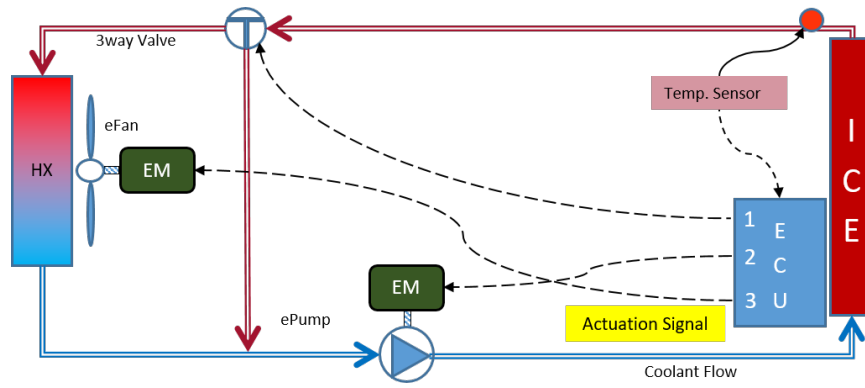 3way Valve
Temp. Sensor
I
C
E
eFan
HX
EM
1
2
3
E
C
U
EM
ePump
Actuation Signal
Coolant Flow